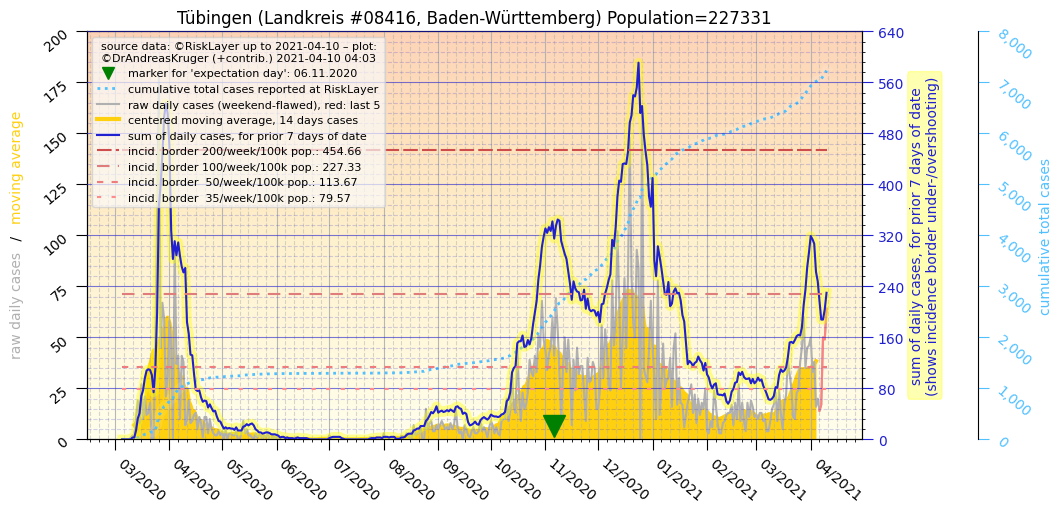 Tübingen (Landkreis #08416, Baden-Württemberg) Population=227331
source data: ©RiskLayer up to 2021-04-10 – plot:
©DrAndreasKruger (+contrib.) 2021-04-10 04:03
marker for 'expectation day': 06.11.2020
cumulative total cases reported at RiskLayer
raw daily cases (weekend-flawed), red: last 5
centered moving average, 14 days cases
sum of daily cases, for prior 7 days of date
incid. border 200/week/100k pop.: 454.66
incid. border 100/week/100k pop.: 227.33
incid. border  50/week/100k pop.: 113.67
incid. border  35/week/100k pop.: 79.57
raw daily cases / moving average
200
175
150
125
100
75
50
25
0
03/2020
04/2020
05/2020
06/2020
07/2020
08/2020
09/2020
10/2020
11/2020
12/2020
01/2021
02/2021
03/2021
04/2021
640
560
480
400
320
240
160
80
0
sum of daily cases, for prior 7 days of date
(shows incidence border under-/overshooting)
8,000
7,000
6,000
5,000
4,000
3,000
2,000
1,000
0
cumulative total cases